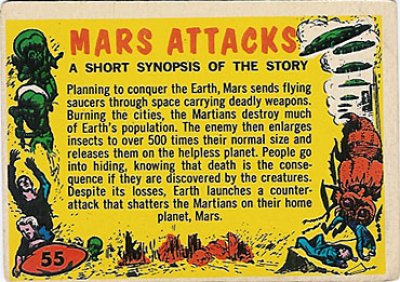 MARS ATTACKS
A SHORT SYNOPSIS OF THE STORY
Planning to conquer the Earth, Mars sends flying
saucers through space carrying deadly weapons.
Burning the cities, the Martians destroy much
of Earth's population. The enemy then enlarges
insects to over 500 times their normal size and
releases them on the helpless planet. People go
into hiding, knowing that death is the conse-
quence if they are discovered by the creatures.
Despite its losses, Earth launches a counter-
attack that shatters the Martians on their home
planet, Mars.
55